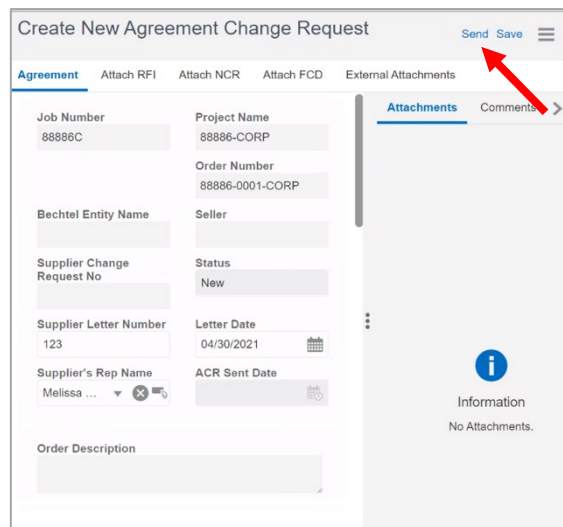 Create New Agreement Change Request
Send Save
Agreement Attach RFI Attach NCR Attach FCD External Attachments
Job Number Project Name
88886C 88886-CORP
Order Number
88886-0001-CORP
Bechtel Entity Name Seller
Supplier Change Request No Status
New
Supplier Letter Number Letter Date
123 04/30/2021
Supplier's Rep Name ACR Sent Date
Melissa ...
Order Description
Attachments Comments
Information
No Attachments.